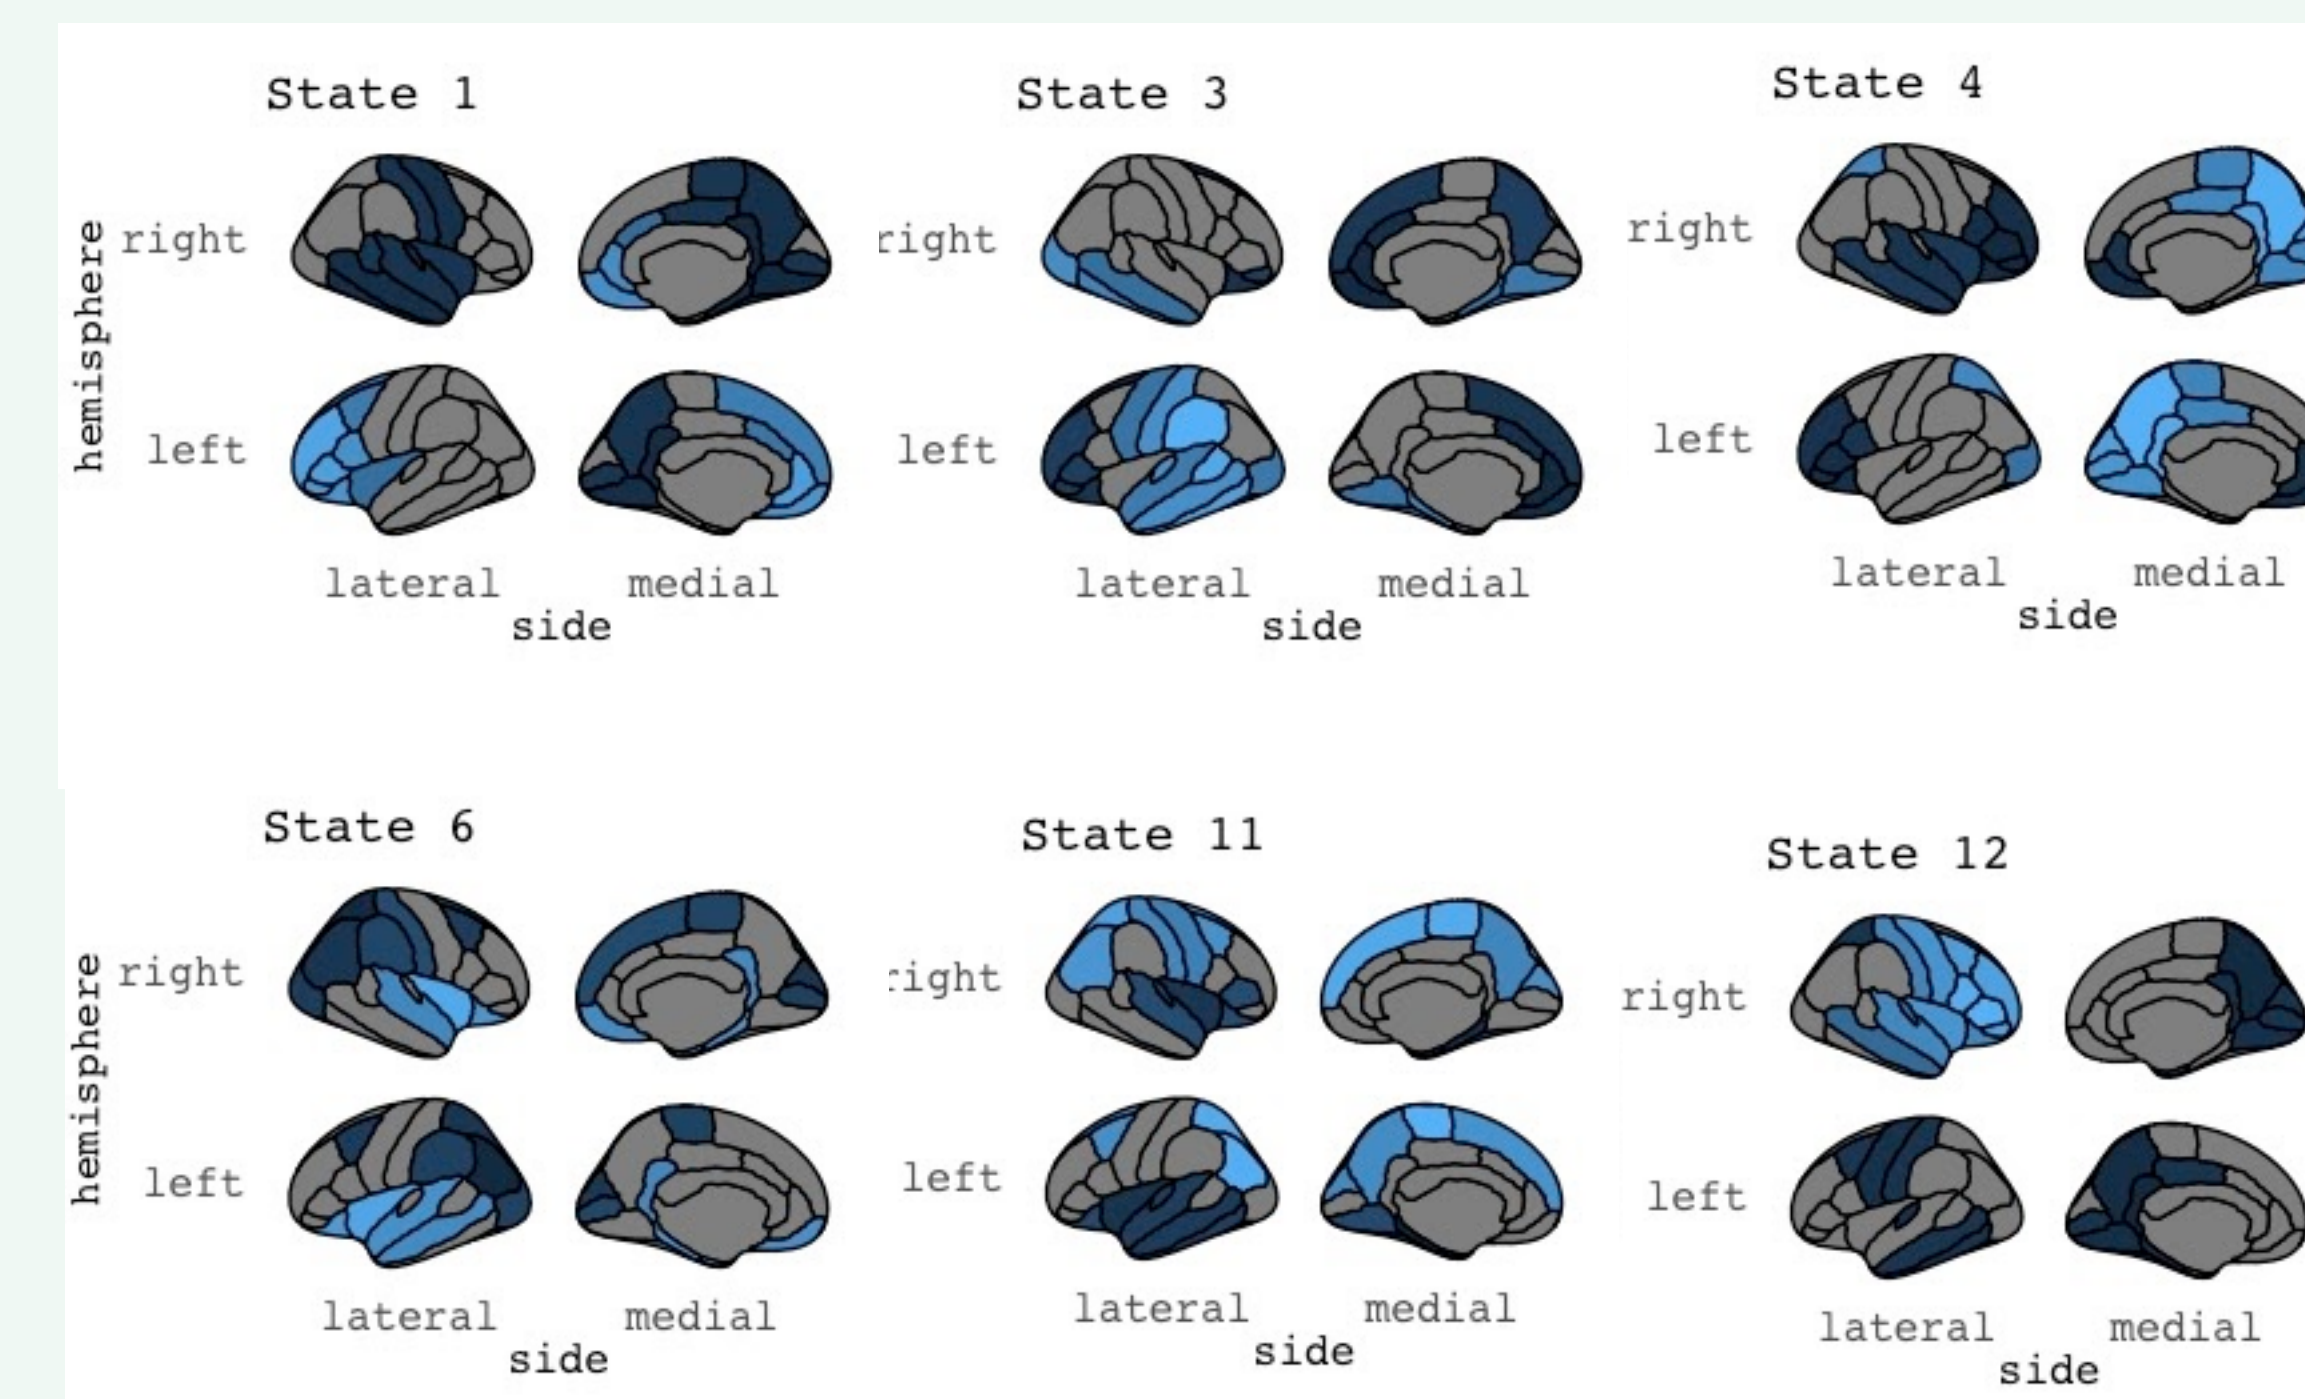 State 1
right
left
hemisphere
lateral
medial
side
State 3
right
left
lateral
medial
side
State 4
right
left
lateral
medial
side
State 6
right
left
hemisphere
lateral
medial
side
State 11
right
left
lateral
medial
side
State 12
right
left
lateral
medial
side